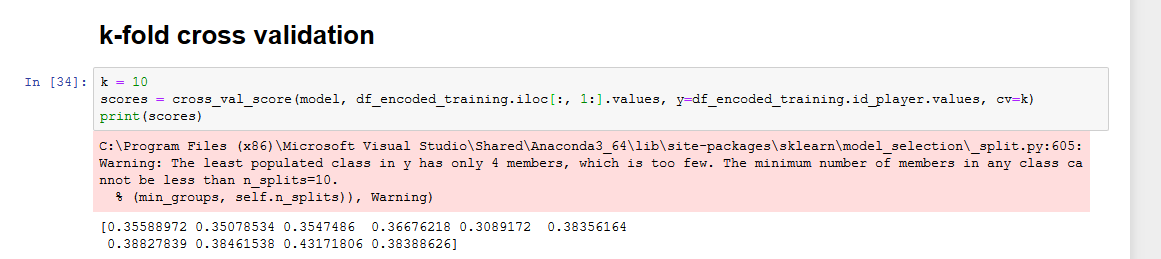 k-fold cross validation
In [34]: k = 10
scores = cross_val_score(model, df_encoded_training.iloc[:, 1:].values, y=df_encoded_training.id_player.values, cv=k)
print(scores)
C:\Program Files (x86)\Microsoft Visual Studio\Shared\Anaconda3_64\lib\site-packages\sklearn\model_selection\_split.py:605:
Warning: The least populated class in y has only 4 members, which is too few. The minimum number of members in any class ca
nnot be less than n_splits=10.
  % (min_groups, self.n_splits)), Warning)
[0.35588972 0.35078534 0.3547486  0.36676218 0.3089172  0.38356164
 0.38827839 0.38461538 0.43171806 0.38388626]